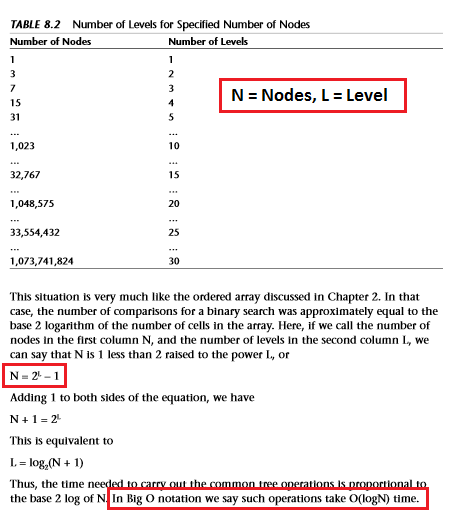 TABLE 8.2 Number of Levels for Specified Number of Nodes
Number of Nodes Number of Levels
1 1
3 2
7 3
15 4
31 5
... ...
1,023 10
... ...
32,767 15
... ...
1,048,575 20
... ...
33,554,432 25
... ...
1,073,741,824 30
N = Nodes, L = Level
This situation is very much like the ordered array discussed in Chapter 2. In that
case, the number of comparisons for a binary search was approximately equal to the
base 2 logarithm of the number of cells in the array. Here, if we call the number of
nodes in the first column N, and the number of levels in the second column L, we
can say that N is 1 less than 2 raised to the power L, or
N = 2ᴸ – 1
Adding 1 to both sides of the equation, we have
N + 1 = 2ᴸ
This is equivalent to
L = log₂(N + 1)
Thus, the time needed to carry out the common tree operations is proportional to
the base 2 log of N. In Big O notation we say such operations take O(logN) time.